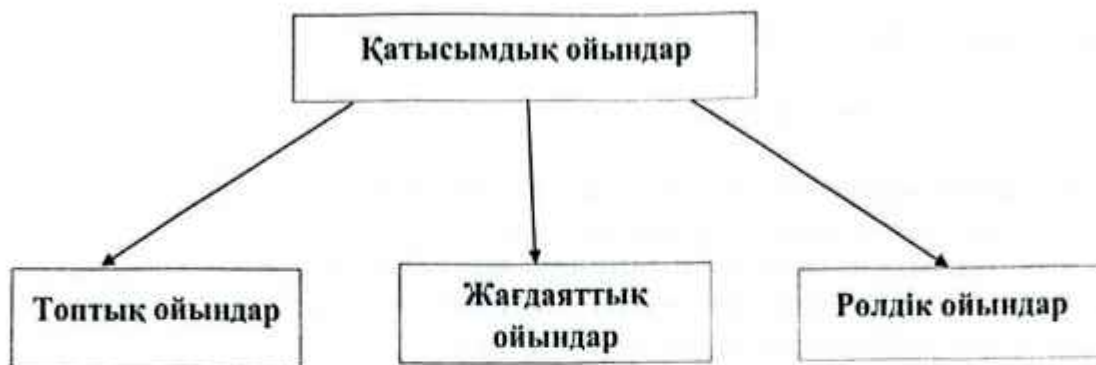 Қатысымдық ойындар
Топтық ойындар
Жағдаяттық
ойындар
Рөлдік ойындар